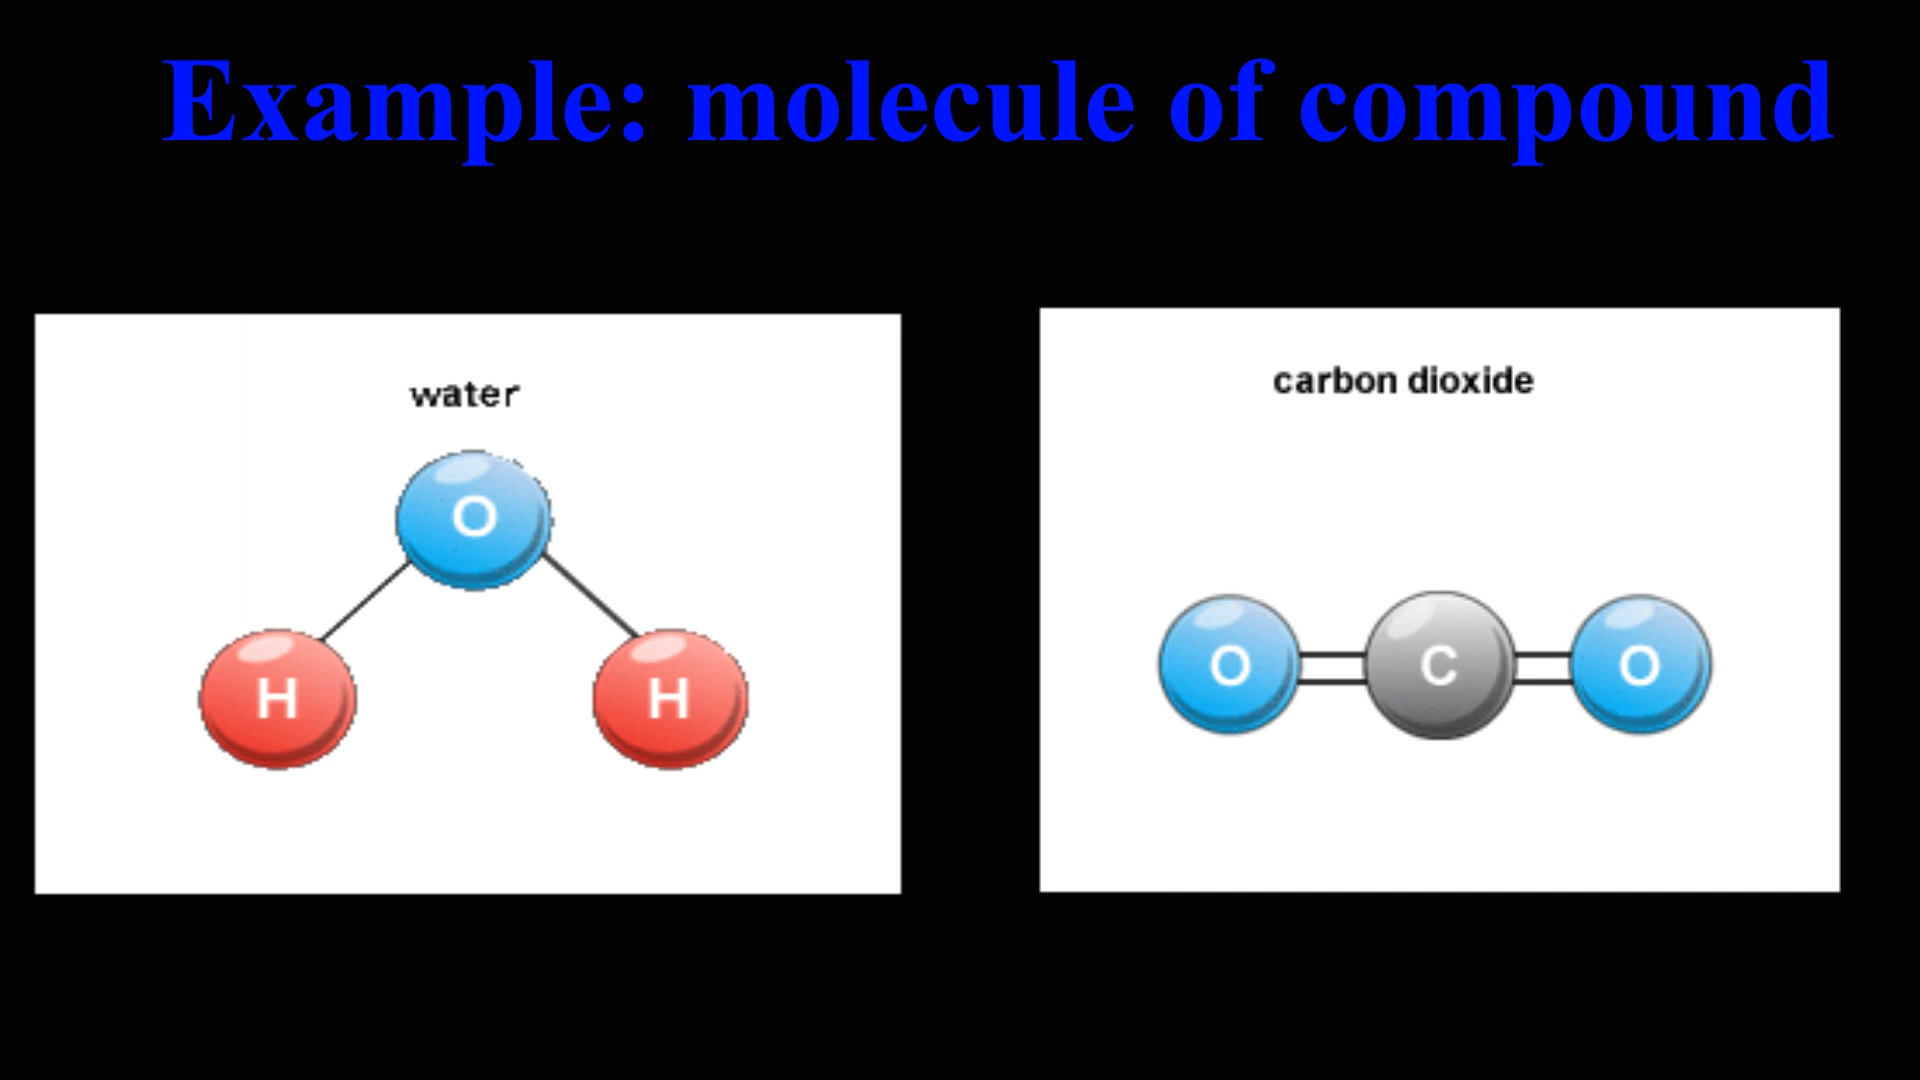 Example: molecule of compound
water
O
H H
carbon dioxide
O C O